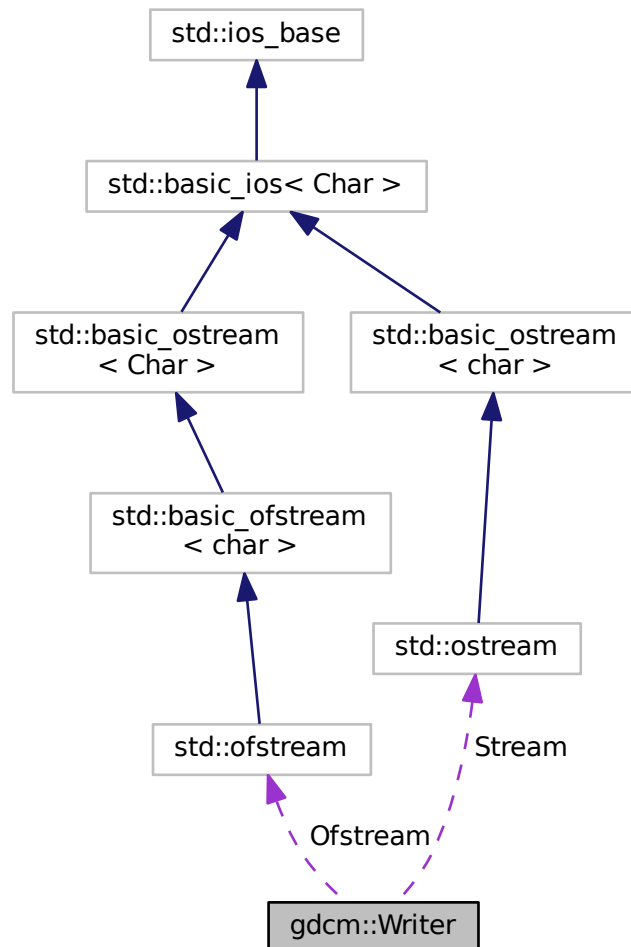 std::ios_base
std::basic_ios< Char >
std::basic_ostream
< Char >
std::basic_ostream
< char >
std::basic_ofstream
< char >
std::ostream
std::ofstream
Stream
Ofstream
gdcm::Writer